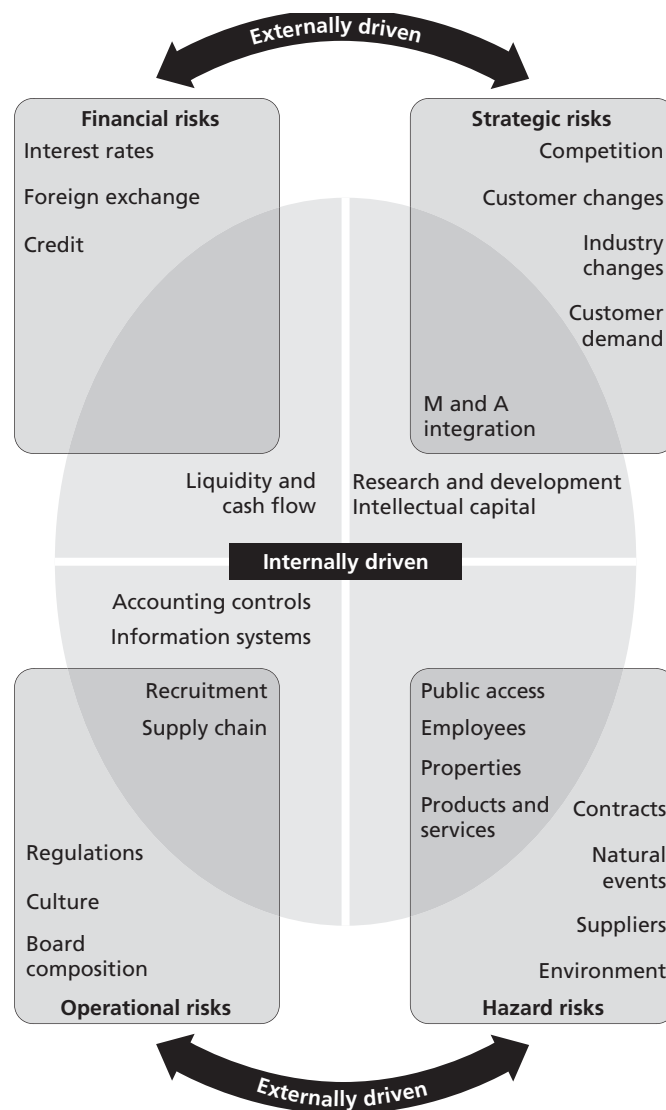 Externally driven
Financial risks
Interest rates
Foreign exchange
Credit
Strategic risks
Competition
Customer changes
Industry
changes
Customer
demand
M and A
integration
Liquidity and
cash flow
Research and development
Intellectual capital
Internally driven
Accounting controls
Information systems
Recruitment
Supply chain
Regulations
Culture
Board
composition
Operational risks
Public access
Employees
Properties
Products and
services
Contracts
Natural
events
Suppliers
Environment
Hazard risks
Externally driven